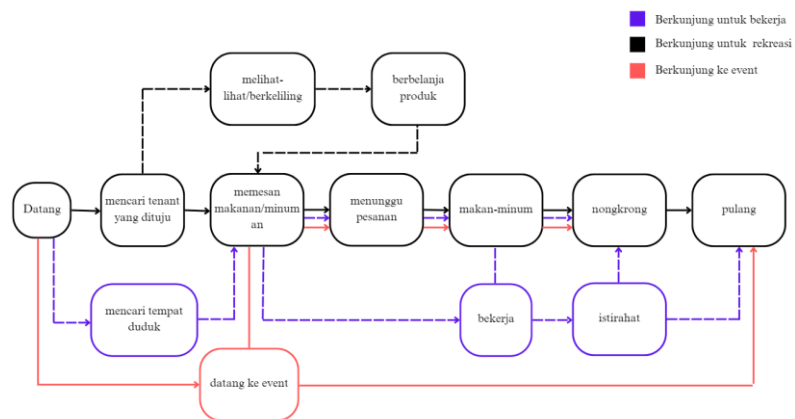 Berkunjung untuk bekerja
Berkunjung untuk rekreasi
Berkunjung ke event
melihat-
lihat/berkeliling
berbelanja
produk
Datang
mencari tenant
yang dituju
memesan
makanan/minum
an
menunggu
pesanan
makan-minum
nongkrong
pulang
mencari tempat
duduk
bekerja
istirahat
datang ke event